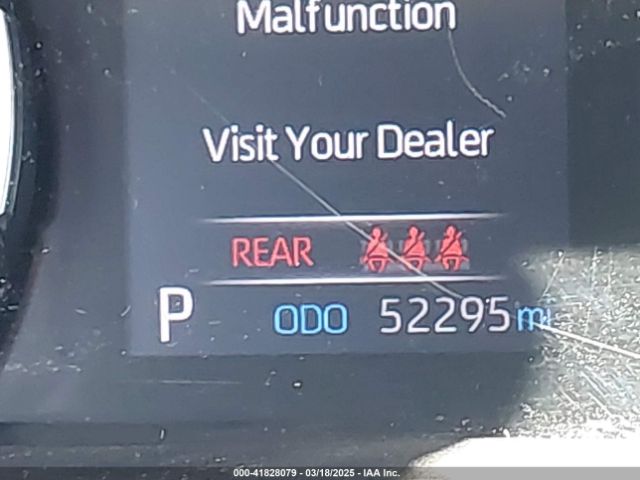 Malfunction
Visit Your Dealer
REAR
P ODO 52295 mi
000-41828079 - 03/18/2025 - IAA Inc.